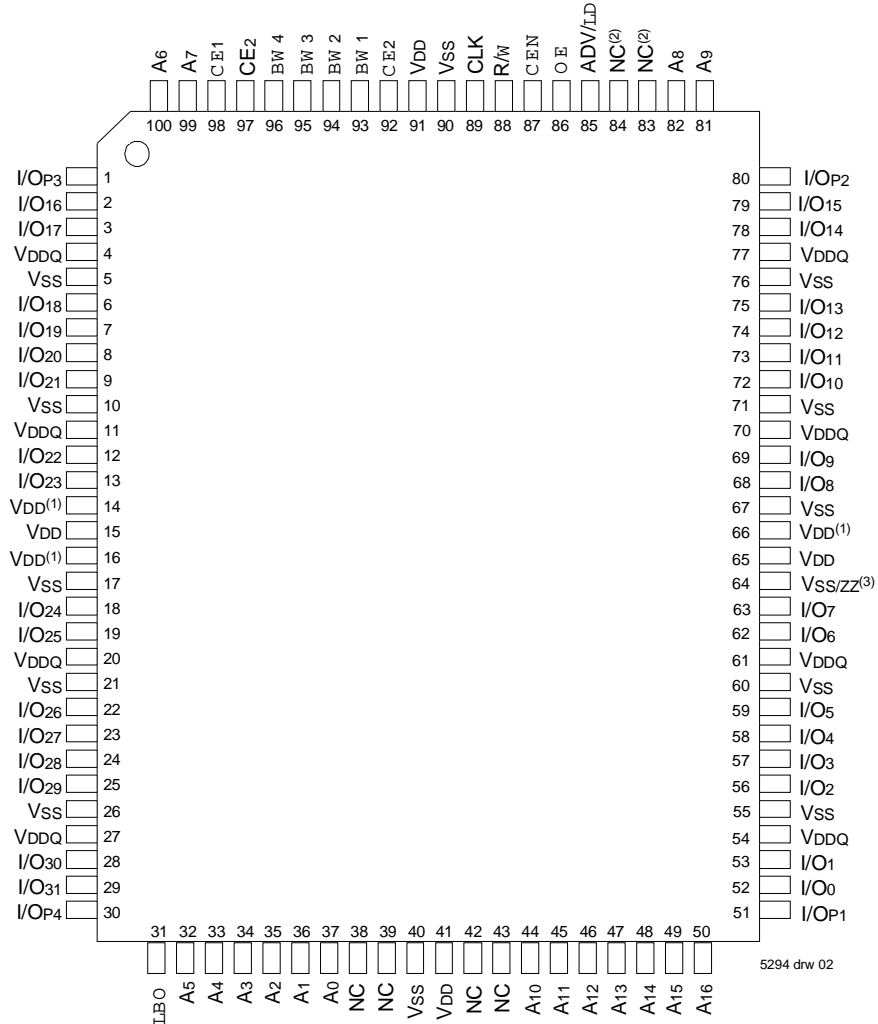 A6 A7 CE1 CE2 BW4 BW3 BW2 BW1 CE2 VDD VSS CLK R/W CEN OE ADV/LD NC(2) NC(2) A8 A9
100 99 98 97 96 95 94 93 92 91 90 89 88 87 86 85 84 83 82 81
I/OP3 1 80 I/OP2
I/O16 2 79 I/O15
I/O17 3 78 I/O14
VDDQ 4 77 VDDQ
VSS 5 76 VSS
I/O18 6 75 I/O13
I/O19 7 74 I/O12
I/O20 8 73 I/O11
I/O21 9 72 I/O10
VSS 10 71 VSS
VDDQ 11 70 VDDQ
I/O22 12 69 I/O9
I/O23 13 68 I/O8
VDD(1) 14 67 VSS
VDD 15 66 VDD(1)
VDD(1) 16 65 VDD
VSS 17 64 VSS/ZZ(3)
I/O24 18 63 I/O7
I/O25 19 62 I/O6
VDDQ 20 61 VDDQ
VSS 21 60 VSS
I/O26 22 59 I/O5
I/O27 23 58 I/O4
I/O28 24 57 I/O3
I/O29 25 56 I/O2
VSS 26 55 VSS
VDDQ 27 54 VDDQ
I/O30 28 53 I/O1
I/O31 29 52 I/O0
I/OP4 30 51 I/OP1
31 32 33 34 35 36 37 38 39 40 41 42 43 44 45 46 47 48 49 50
LBO A5 A4 A3 A2 A1 A0 NC NC VSS VDD NC NC A10 A11 A12 A13 A14 A15 A16
5294 drw 02